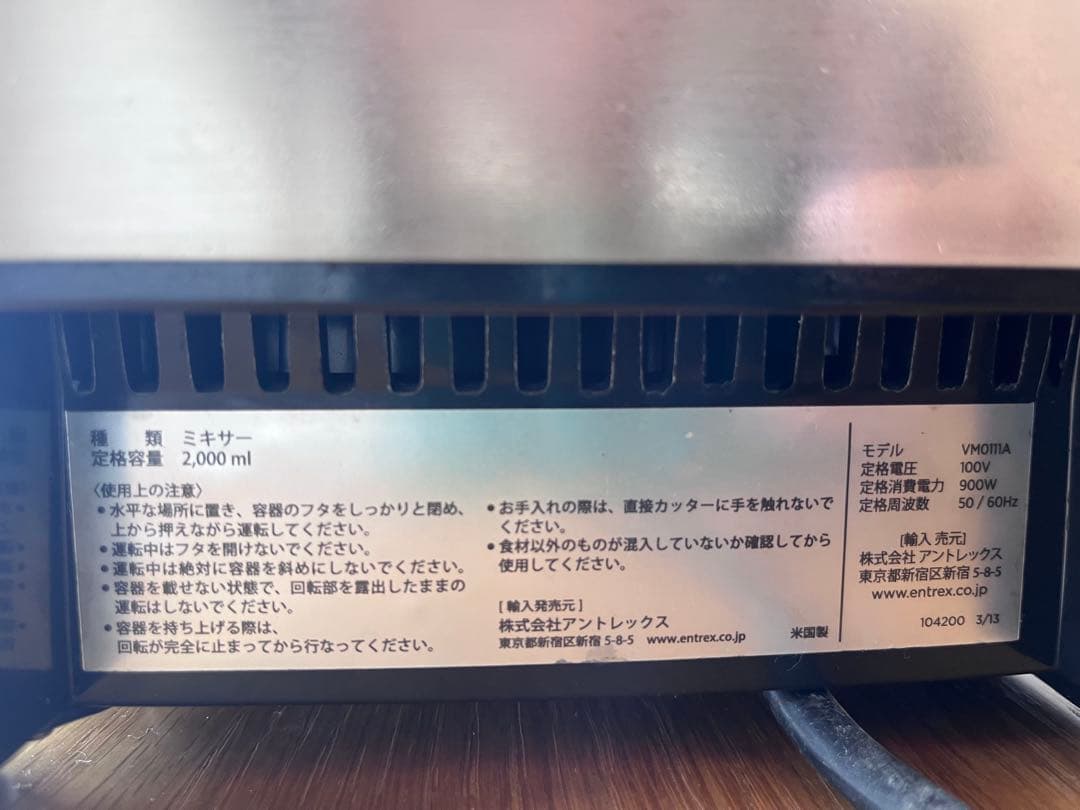 種　類　ミキサー
定格容量　2,000 ml
〈使用上の注意〉
●水平な場所に置き、容器のフタをしっかりと閉め、
上から押えながら運転してください。
●運転中はフタを開けないでください。
●運転中は絶対に容器を斜めにしないでください。
●容器を載せない状態で、回転部を露出したままの
運転はしないでください。
●容器を持ち上げる際は、
回転が完全に止まってから行なってください。
●お手入れの際は、直接カッターに手を触れないで
ください。
●食材以外のものが混入していないか確認してから
使用してください。
[ 輸入発売元 ]
株式会社アントレックス
東京都新宿区新宿 5-8-5　www.entrex.co.jp
米国製
モデル　VM0111A
定格電圧　100V
定格消費電力　900W
定格周波数　50 / 60Hz
[輸入 売元]
株式会社 アントレックス
東京都新宿区新宿 5-8-5
www.entrex.co.jp
104200　3/13